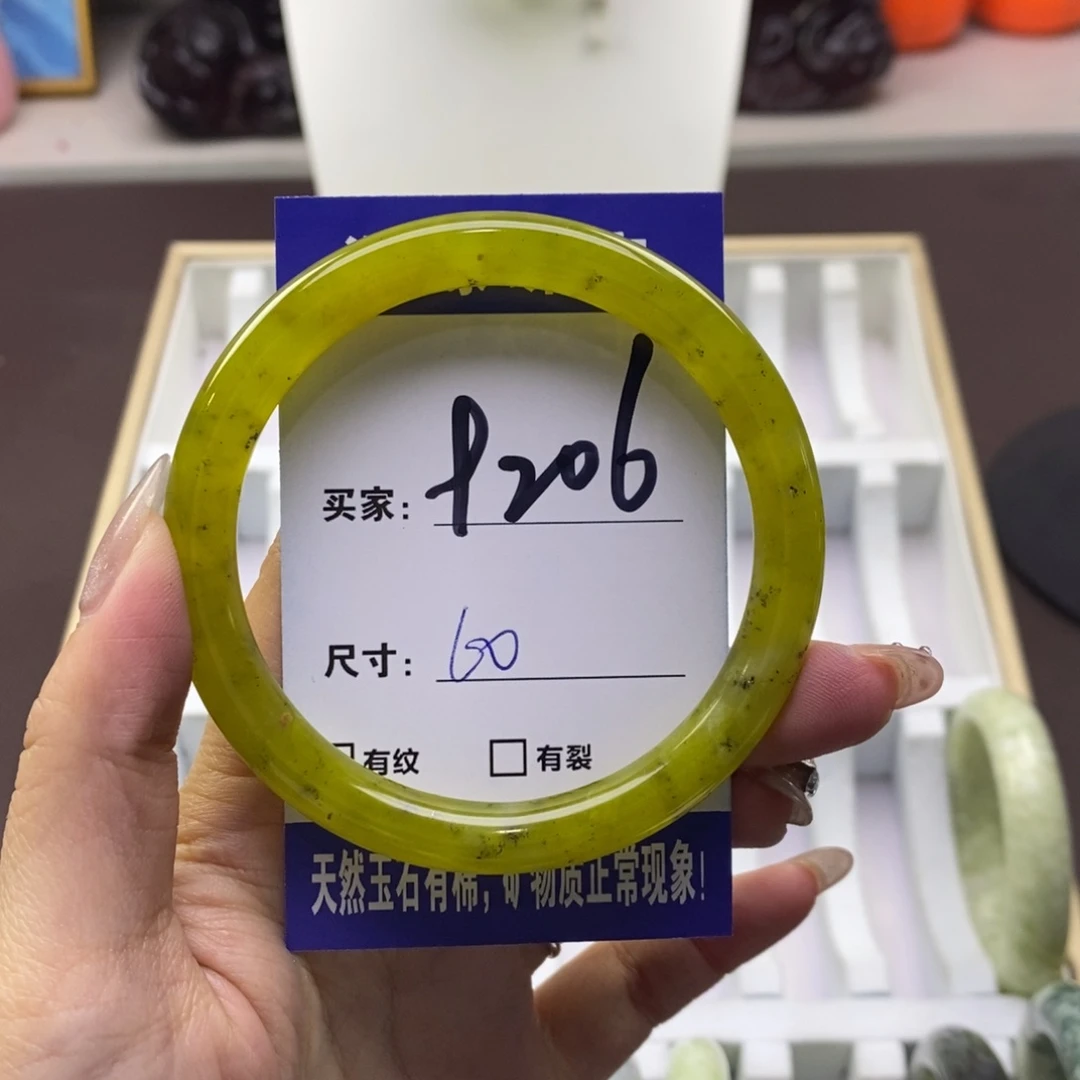 买家: P206
尺寸: 60
有纹 □有裂
天然玉石有棉,矿物质正常现象!